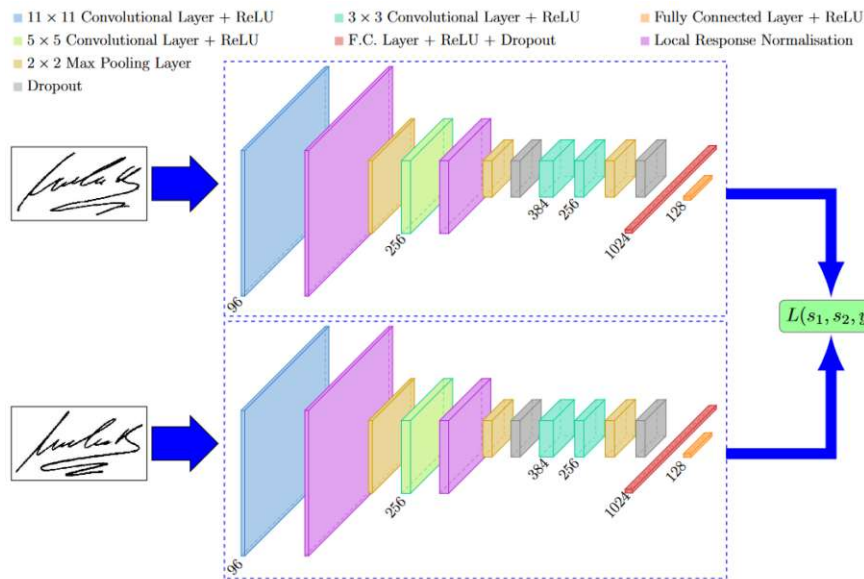 11 × 11 Convolutional Layer + ReLU
3 × 3 Convolutional Layer + ReLU
Fully Connected Layer + ReLU
5 × 5 Convolutional Layer + ReLU
F.C. Layer + ReLU + Dropout
Local Response Normalisation
2 × 2 Max Pooling Layer
Dropout
96
256
384
256
1024
128
L(s₁, s₂, y
96
256
384
256
1024
128